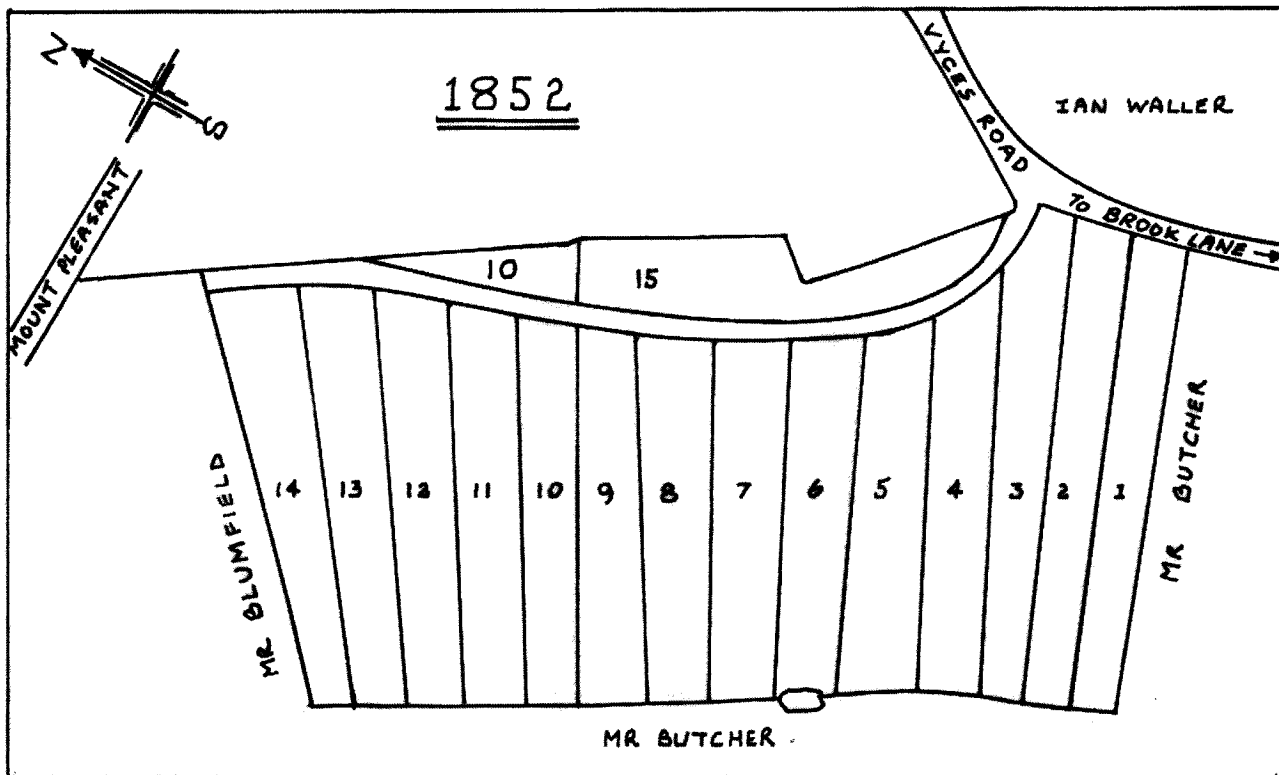 N
S
1852
VYCES ROAD
IAN WALLER
TO BROOK LANE →
MOUNT PLEASANT
10
15
14 13 12 11 10 9 8 7 6 5 4 3 2 1
MR BLUMFIELD
MR BUTCHER
MR BUTCHER